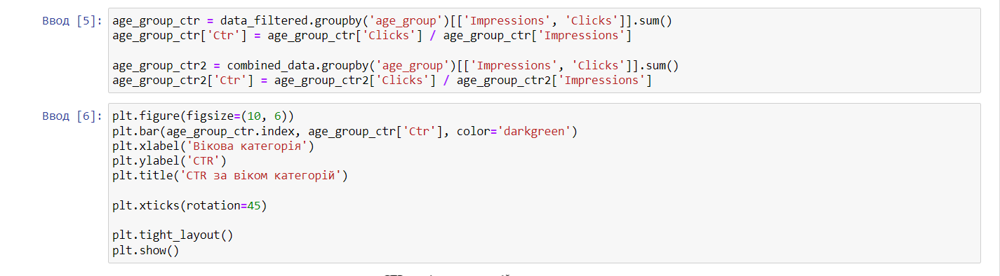 Ввод [5]: age_group_ctr = data_filtered.groupby('age_group')[['Impressions', 'Clicks']].sum()
age_group_ctr['Ctr'] = age_group_ctr['Clicks'] / age_group_ctr['Impressions']
age_group_ctr2 = combined_data.groupby('age_group')[['Impressions', 'Clicks']].sum()
age_group_ctr2['Ctr'] = age_group_ctr2['Clicks'] / age_group_ctr2['Impressions']
Ввод [6]: plt.figure(figsize=(10, 6))
plt.bar(age_group_ctr.index, age_group_ctr['Ctr'], color='darkgreen')
plt.xlabel('Вікова категорія')
plt.ylabel('CTR')
plt.title('CTR за віком категорій')
plt.xticks(rotation=45)
plt.tight_layout()
plt.show()